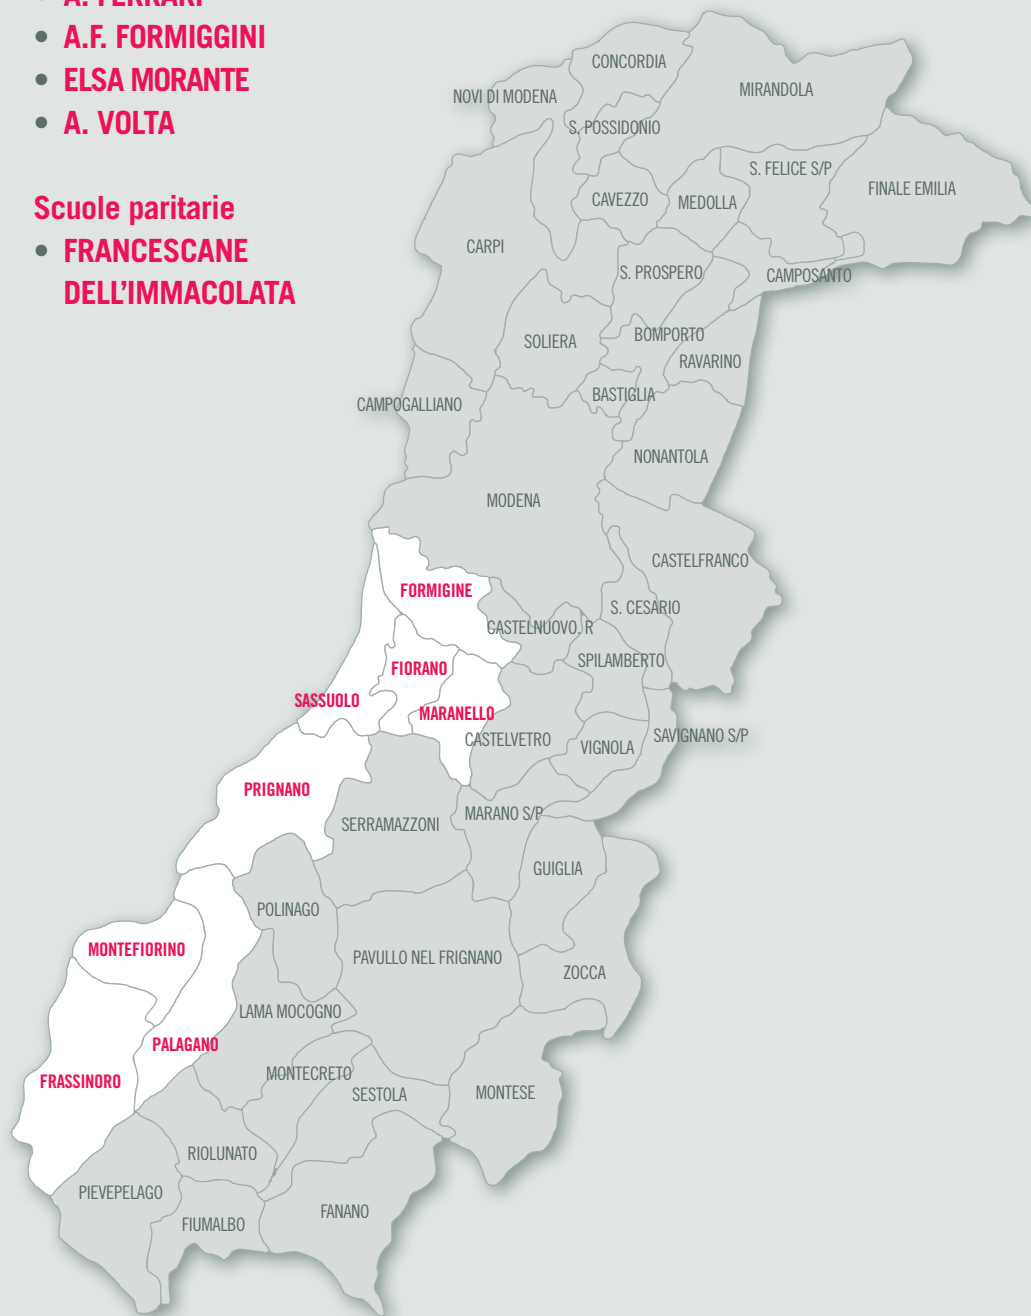 • A. FERRARI
• A.F. FORMIGGINI
• ELSA MORANTE
• A. VOLTA
Scuole paritarie
• FRANCESCANE
DELL'IMMACOLATA
CONCORDIA
MIRANDOLA
NOVI DI MODENA
S. POSSIDONIO
S. FELICE S/P
FINALE EMILIA
CAVEZZO
MEDOLLA
CARPI
S. PROSPERO
CAMPOSANTO
SOLIERA
BOMPORTO
RAVARINO
BASTIGLIA
CAMPOGALLIANO
NONANTOLA
MODENA
CASTELFRANCO
FORMIGINE
S. CESARIO
CASTELNUOVO. R
SPILAMBERTO
FIORANO
SASSUOLO
MARANELLO
CASTELVETRO
VIGNOLA
SAVIGNANO S/P
PRIGNANO
SERRAMAZZONI
MARANO S/P
GUIGLIA
POLINAGO
MONTEFIORINO
PAVULLO NEL FRIGNANO
ZOCCA
LAMA MOCOGNO
PALAGANO
FRASSINORO
MONTECRETO
SESTOLA
MONTESE
RIOLUNATO
PIEVEPELAGO
FIUMALBO
FANANO